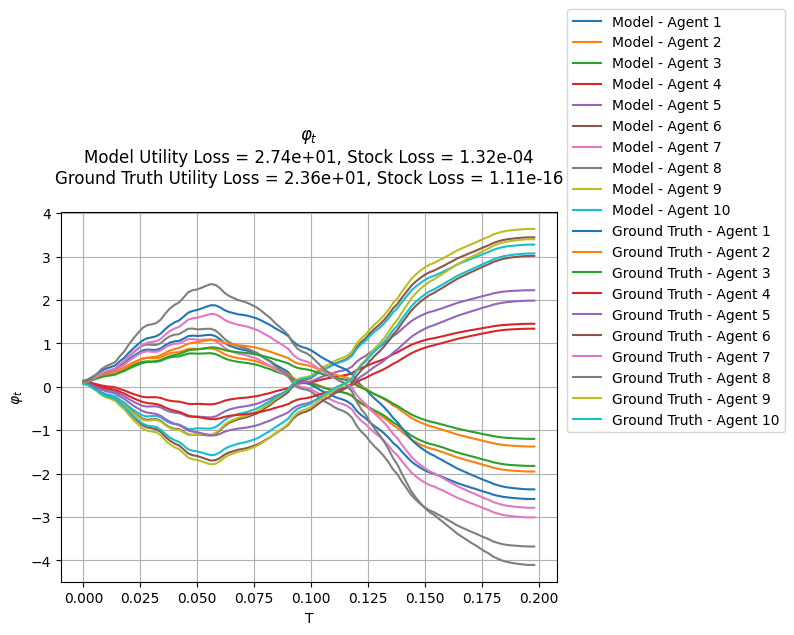 φₜ
Model Utility Loss = 2.74e+01, Stock Loss = 1.32e-04
Ground Truth Utility Loss = 2.36e+01, Stock Loss = 1.11e-16
4
3
2
1
0
−1
−2
−3
−4
φₜ
0.000
0.025
0.050
0.075
0.100
0.125
0.150
0.175
0.200
T
Model - Agent 1
Model - Agent 2
Model - Agent 3
Model - Agent 4
Model - Agent 5
Model - Agent 6
Model - Agent 7
Model - Agent 8
Model - Agent 9
Model - Agent 10
Ground Truth - Agent 1
Ground Truth - Agent 2
Ground Truth - Agent 3
Ground Truth - Agent 4
Ground Truth - Agent 5
Ground Truth - Agent 6
Ground Truth - Agent 7
Ground Truth - Agent 8
Ground Truth - Agent 9
Ground Truth - Agent 10